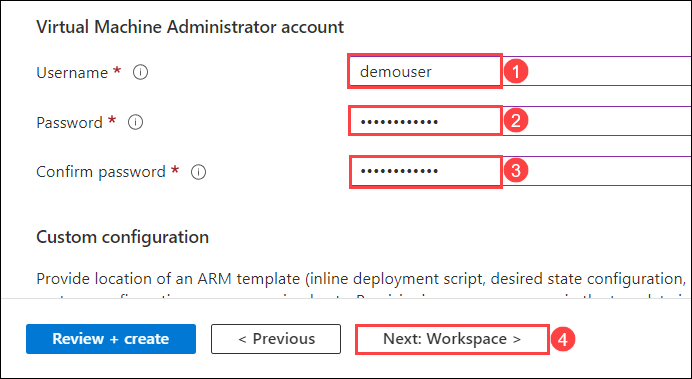 Virtual Machine Administrator account
Username * ⓘ demouser 1
Password * ⓘ •••••••••••• 2
Confirm password * ⓘ •••••••••••• 3
Custom configuration
Provide location of an ARM template (inline deployment script, desired state configuration,
Review + create < Previous Next: Workspace > 4